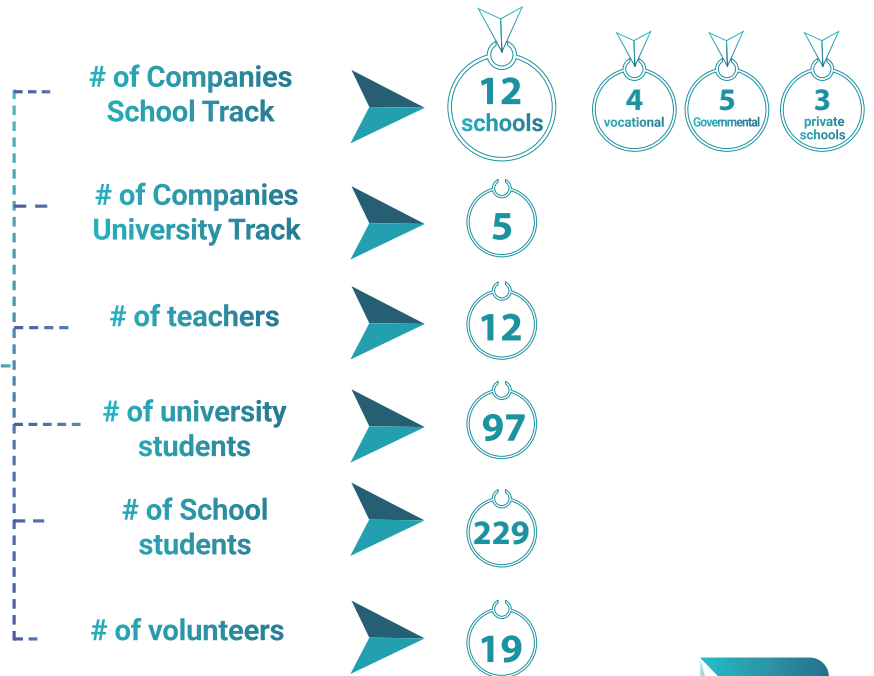 # of Companies
School Track
12
schools
4
vocational
5
Governmental
3
private
schools
# of Companies
University Track
5
# of teachers
12
# of university
students
97
# of School
students
229
# of volunteers
19